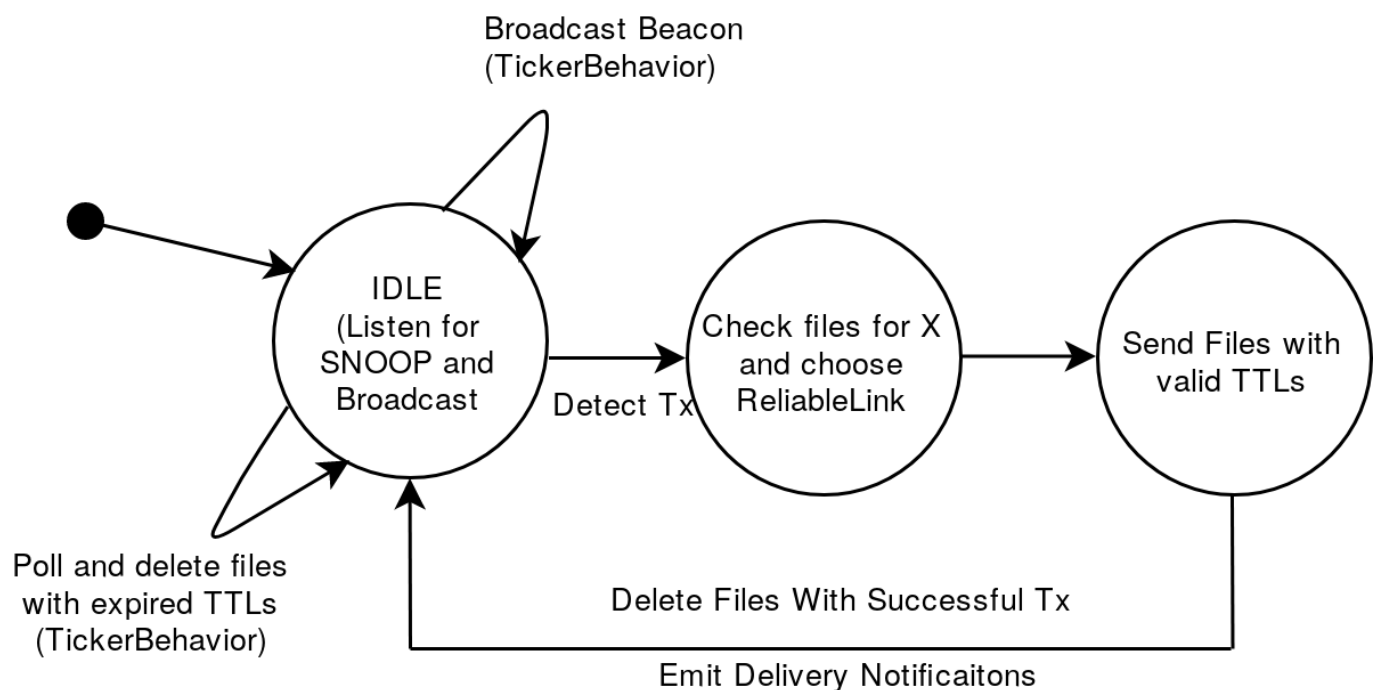 Broadcast Beacon
(TickerBehavior)
IDLE
(Listen for
SNOOP and
Broadcast
Detect Tx
Check files for X
and choose
ReliableLink
Send Files with
valid TTLs
Poll and delete files
with expired TTLs
(TickerBehavior)
Delete Files With Successful Tx
Emit Delivery Notificaitons